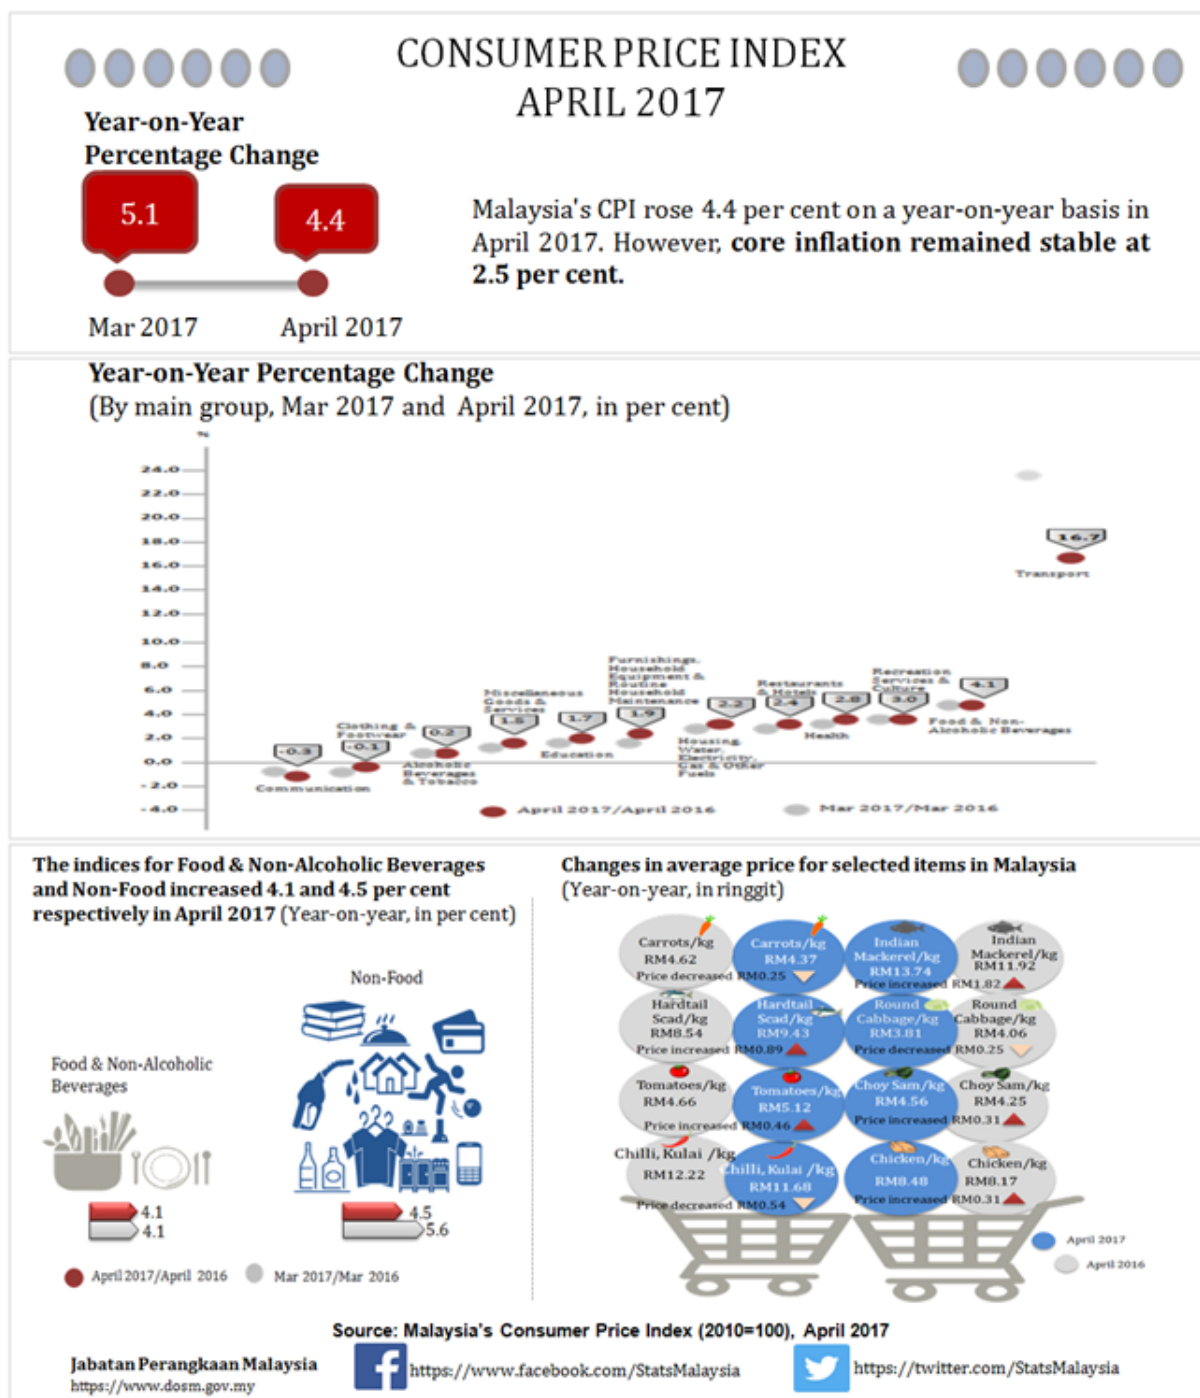 CONSUMER PRICE INDEX
APRIL 2017
Year-on-Year
Percentage Change
5.1
4.4
Mar 2017
April 2017
Malaysia's CPI rose 4.4 per cent on a year-on-year basis in
April 2017. However, core inflation remained stable at
2.5 per cent.
Year-on-Year Percentage Change
(By main group, Mar 2017 and April 2017, in per cent)
%
24.0
22.0
20.0
18.0
16.0
14.0
12.0
10.0
8.0
6.0
4.0
2.0
0.0
-2.0
-4.0
-0.3
Communication
Clothing &
Footwear
-0.1
0.2
Alcoholic
Beverages
& Tobacco
Miscellaneous
Goods &
Services
1.5
1.7
Education
Furnishings,
Household
Equipment &
Routine
Household
Maintenance
1.9
2.2
Housing,
Water,
Electricity,
Gas & Other
Fuels
Restaurants
& Hotels
2.4
2.8
Health
Recreation
Services &
Culture
3.0
4.1
Food & Non-
Alcoholic Beverages
16.7
Transport
April 2017/April 2016
Mar 2017/Mar 2016
The indices for Food & Non-Alcoholic Beverages
and Non-Food increased 4.1 and 4.5 per cent
respectively in April 2017 (Year-on-year, in per cent)
Non-Food
Food & Non-Alcoholic
Beverages
4.1
4.1
4.5
5.6
April 2017/April 2016
Mar 2017/Mar 2016
Changes in average price for selected items in Malaysia
(Year-on-year, in ringgit)
Carrots/kg
RM4.62
Carrots/kg
RM4.37
Price decreased RM0.25
Indian
Mackerel/kg
RM13.74
Indian
Mackerel/kg
RM11.92
Price increased RM1.82
Hardtail
Scad/kg
RM8.54
Hardtail
Scad/kg
RM9.43
Price increased RM0.89
Round
Cabbage/kg
RM3.81
Round
Cabbage/kg
RM4.06
Price decreased RM0.25
Tomatoes/kg
RM4.66
Tomatoes/kg
RM5.12
Price increased RM0.46
Choy Sam/kg
RM4.56
Choy Sam/kg
RM4.25
Price increased RM0.31
Chilli, Kulai /kg
RM12.22
Chilli, Kulai /kg
RM11.68
Price decreased RM0.54
Chicken/kg
RM8.48
Chicken/kg
RM8.17
Price increased RM0.31
April 2017
April 2016
Source: Malaysia's Consumer Price Index (2010=100), April 2017
Jabatan Perangkaan Malaysia
https://www.dosm.gov.my
https://www.facebook.com/StatsMalaysia
https://twitter.com/StatsMalaysia